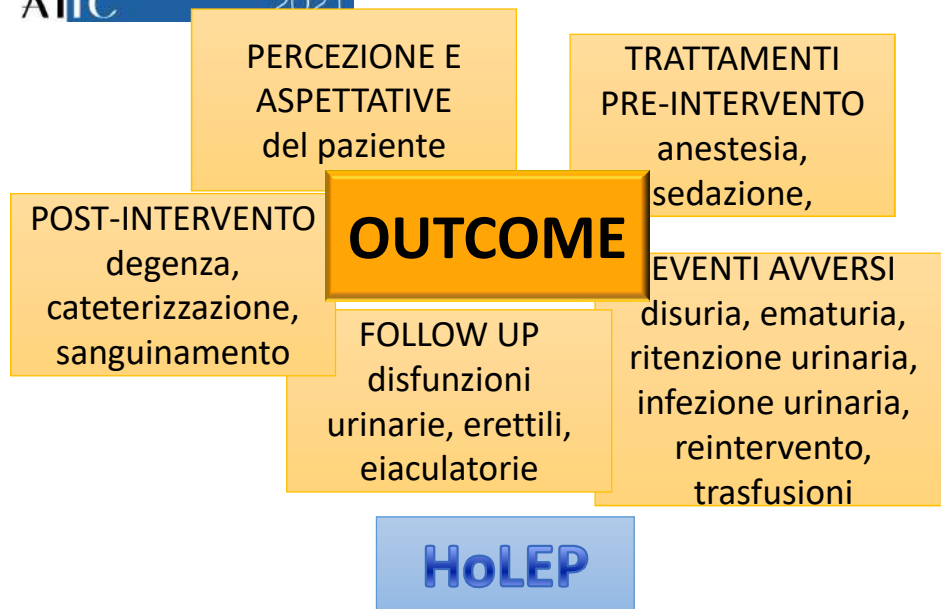 2021
PERCEZIONE E
ASPETTATIVE
del paziente
TRATTAMENTI
PRE-INTERVENTO
anestesia,
sedazione,
OUTCOME
POST-INTERVENTO
degenza,
cateterizzazione,
sanguinamento
EVENTI AVVERSI
disuria, ematuria,
ritenzione urinaria,
infezione urinaria,
reintervento,
trasfusioni
FOLLOW UP
disfunzioni
urinarie, erettili,
eiaculatorie
HoLEP